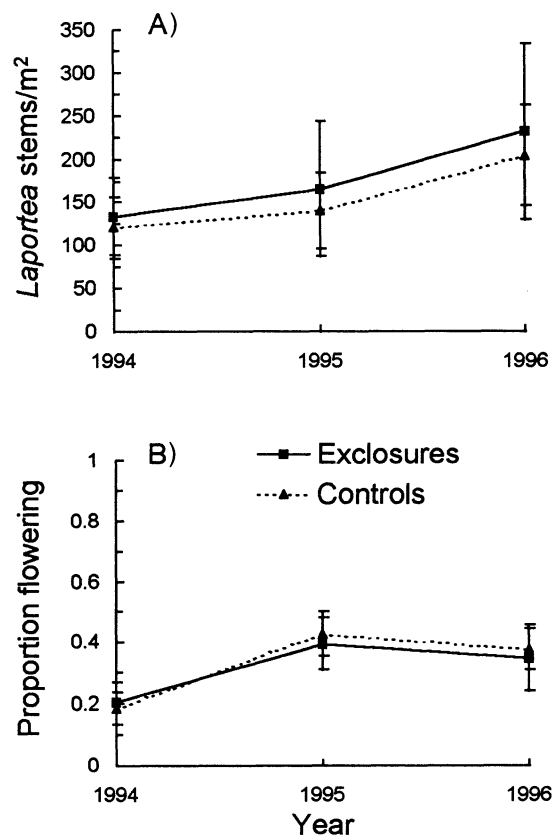 A)
Laportea stems/m²
350
300
250
200
150
100
50
0
1994
1995
1996
B)
Exclosures
Controls
Proportion flowering
1
0.8
0.6
0.4
0.2
0
1994
1995
1996
Year